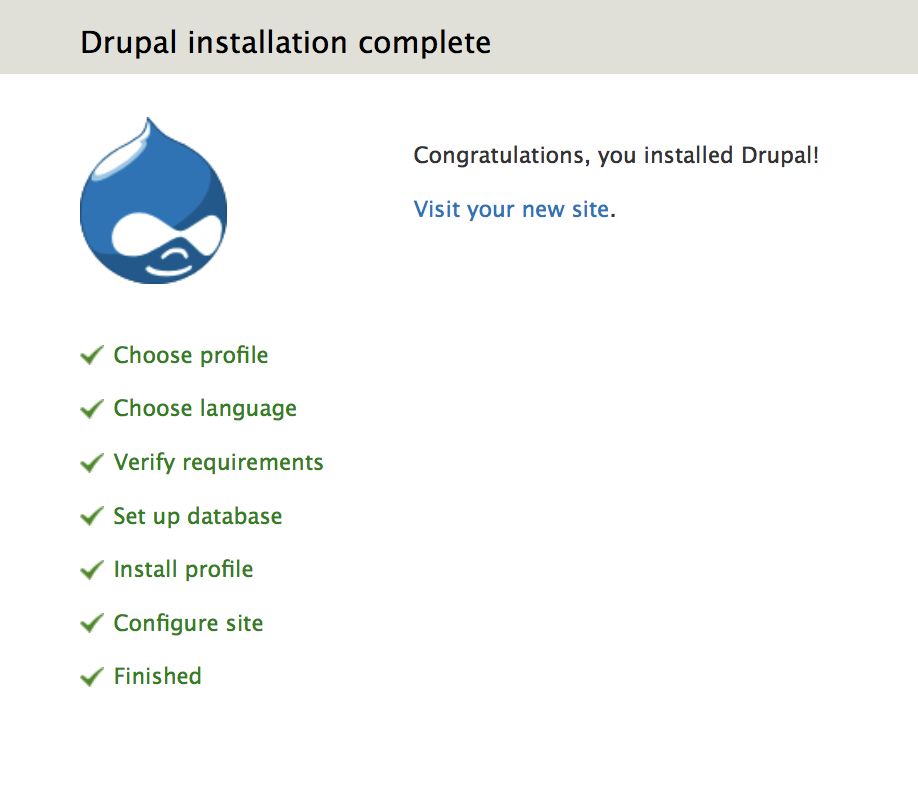 Drupal installation complete
Congratulations, you installed Drupal!
Visit your new site.
Choose profile
Choose language
Verify requirements
Set up database
Install profile
Configure site
Finished